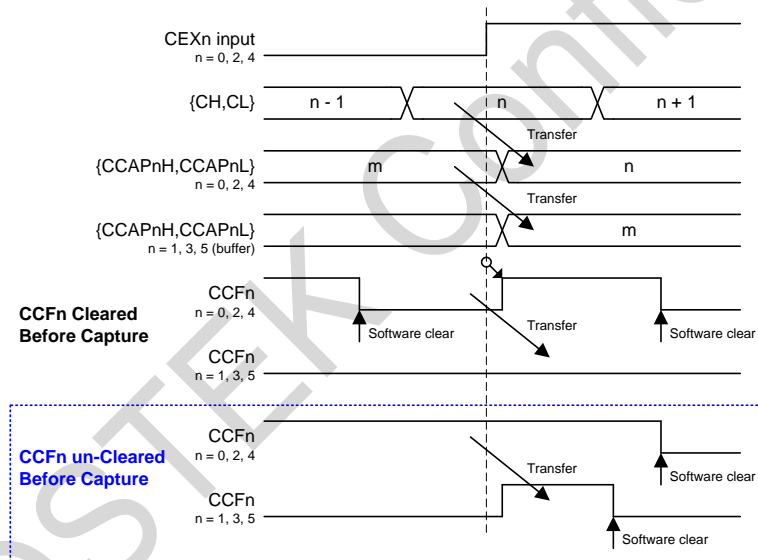 CEXn input
n = 0, 2, 4
{CH,CL}
n - 1
n
n + 1
Transfer
{CCAPnH,CCAPnL}
n = 0, 2, 4
m
n
Transfer
{CCAPnH,CCAPnL}
n = 1, 3, 5 (buffer)
m
CCFn Cleared
Before Capture
CCFn
n = 0, 2, 4
Software clear
Transfer
Software clear
CCFn
n = 1, 3, 5
CCFn un-Cleared
Before Capture
CCFn
n = 0, 2, 4
Transfer
Software clear
CCFn
n = 1, 3, 5
Software clear